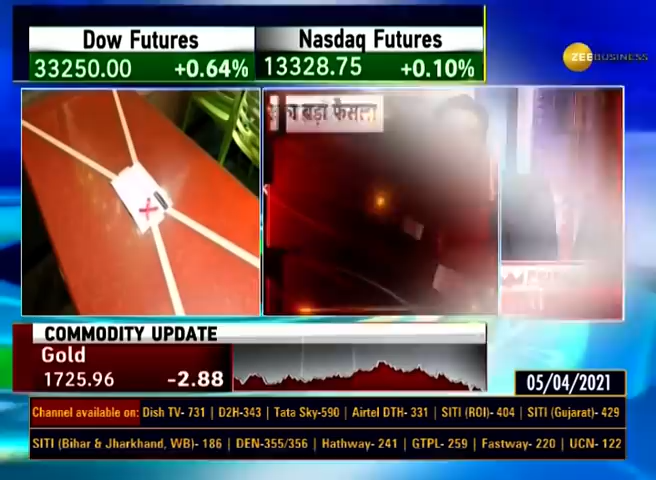 Dow Futures
33250.00 +0.64%
Nasdaq Futures
13328.75 +0.10%
ZEEBUSINESS
का बड़ा फैसला
COMMODITY UPDATE
Gold
1725.96 -2.88
05/04/2021
Channel available on: Dish TV- 731 | D2H-343 | Tata Sky-590 | Airtel DTH- 331 | SITI (ROI)- 404 | SITI (Gujarat)- 429
SITI (Bihar & Jharkhand, WB)- 186 | DEN-355/356 | Hathway- 241 | GTPL- 259 | Fastway- 220 | UCN- 122